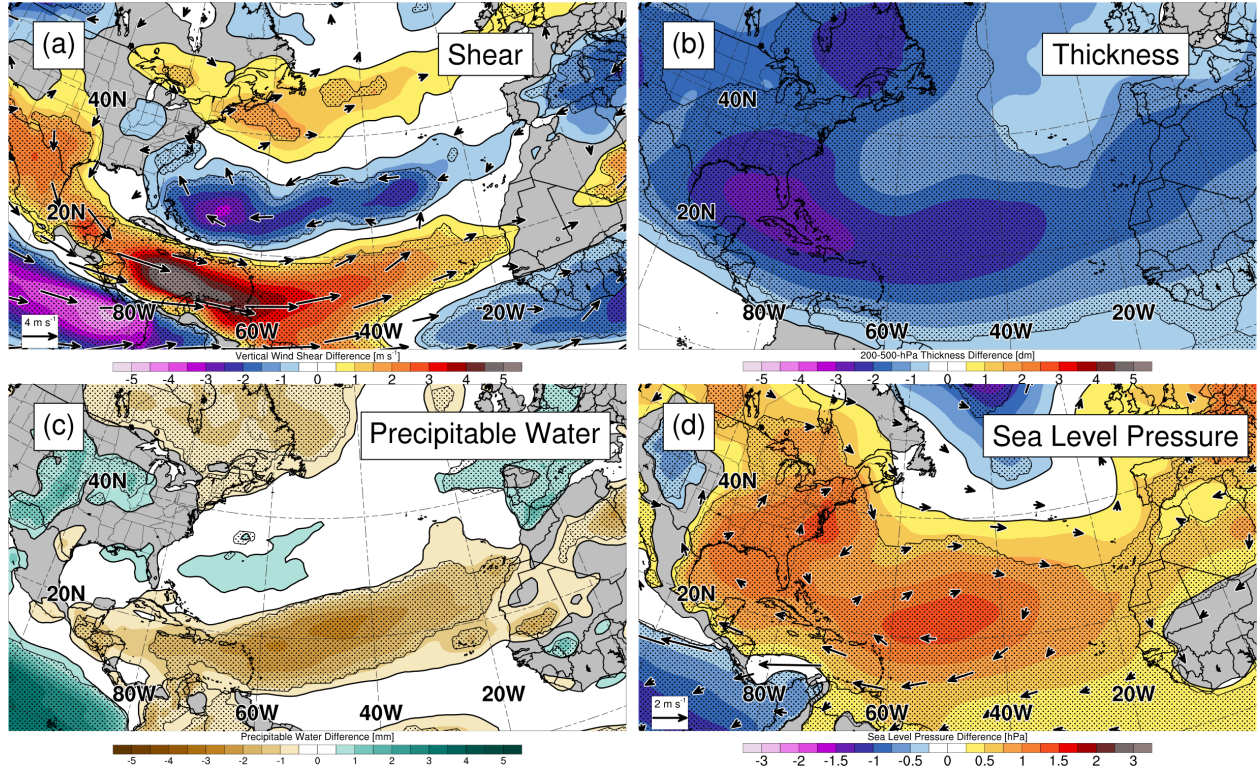 (a)
Shear
40N
20N
80W
60W
40W
20W
4 m s⁻¹
Vertical Wind Shear Difference [m s⁻¹]
-5 -4 -3 -2 -1 0 1 2 3 4 5
(b)
Thickness
40N
20N
80W
60W
40W
20W
200-500-hPa Thickness Difference [dm]
-5 -4 -3 -2 -1 0 1 2 3 4 5
(c)
Precipitable Water
40N
20N
80W
60W
40W
20W
Precipitable Water Difference [mm]
-5 -4 -3 -2 -1 0 1 2 3 4 5
(d)
Sea Level Pressure
40N
20N
80W
60W
40W
20W
2 m s⁻¹
Sea Level Pressure Difference [hPa]
-3 -2 -1.5 -1 -0.5 0 0.5 1 1.5 2 3